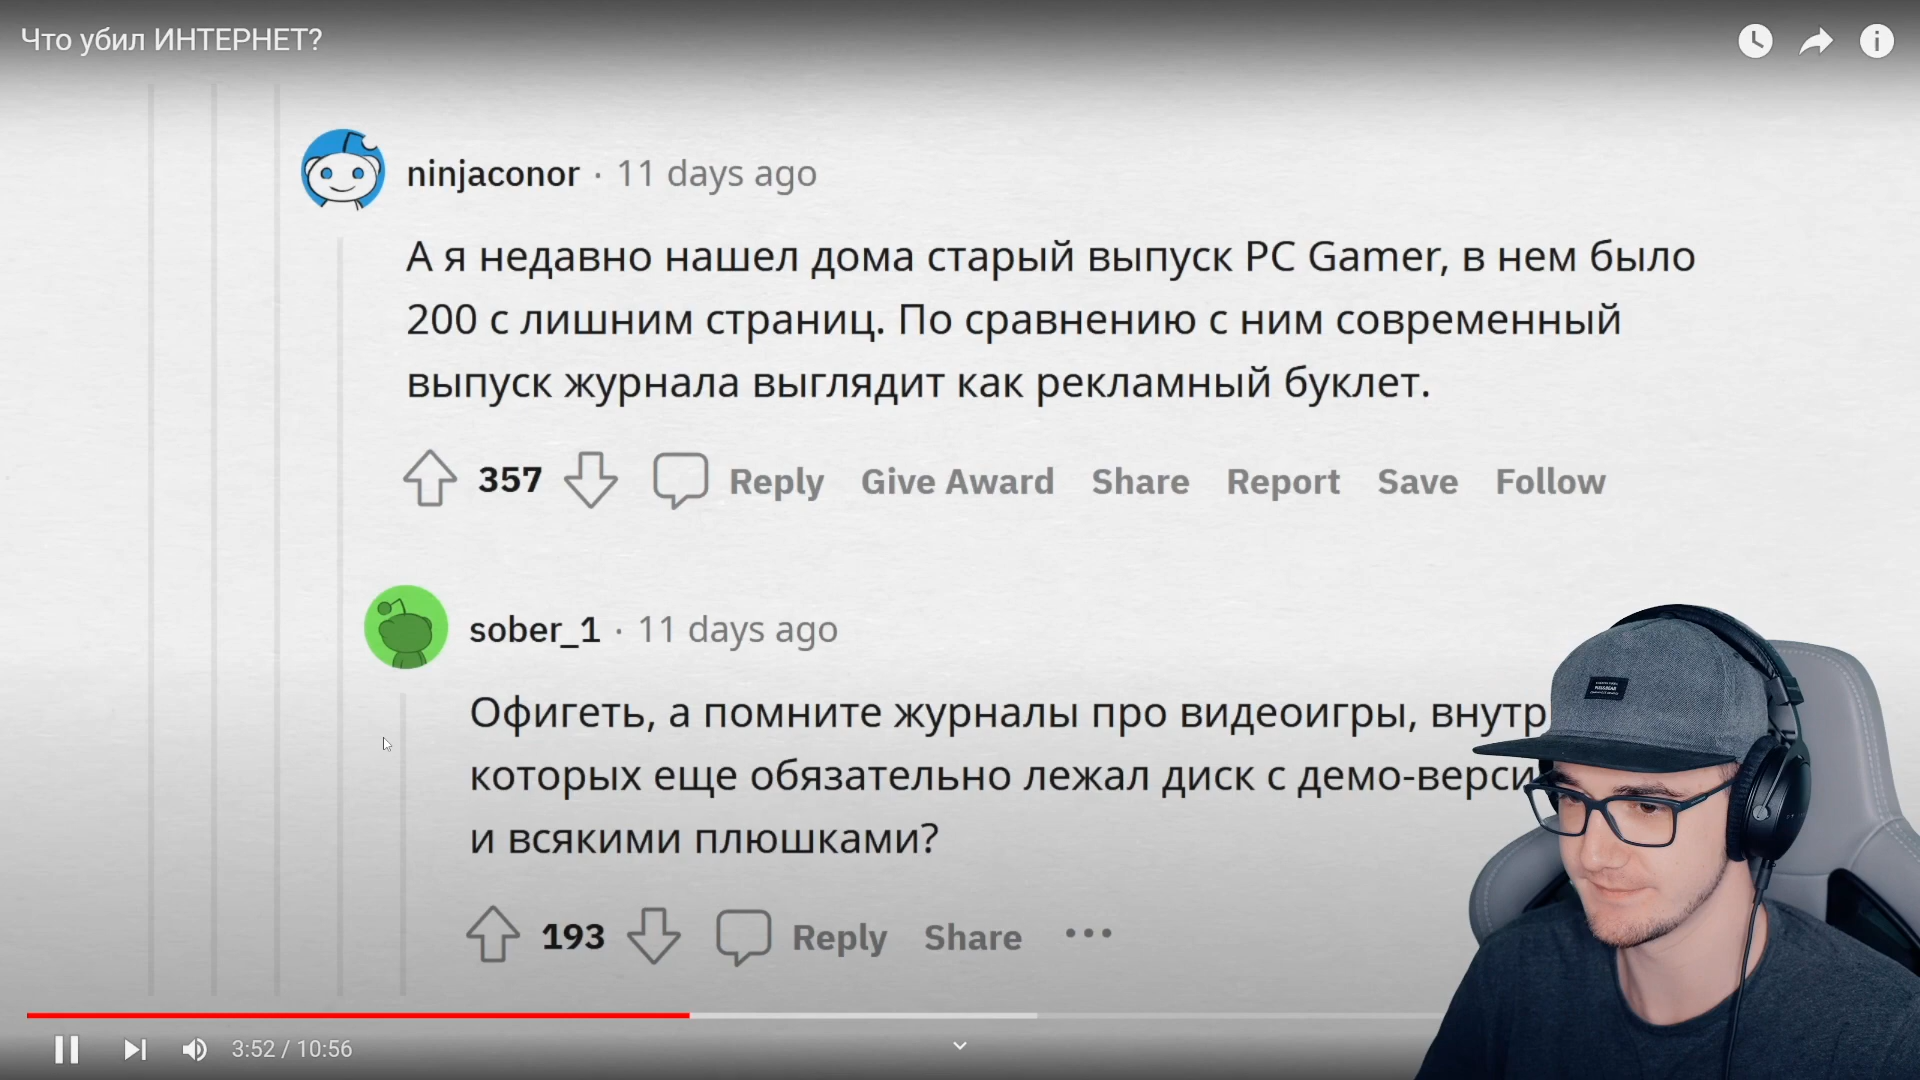 Что убил ИНТЕРНЕТ?
ninjaconor · 11 days ago
А я недавно нашел дома старый выпуск PC Gamer, в нем было
200 с лишним страниц. По сравнению с ним современный
выпуск журнала выглядит как рекламный буклет.
357 Reply Give Award Share Report Save Follow
sober_1 · 11 days ago
Офигеть, а помните журналы про видеоигры, внутр
которых еще обязательно лежал диск с демо-верси
и всякими плюшками?
193 Reply Share •••
3:52 / 10:56